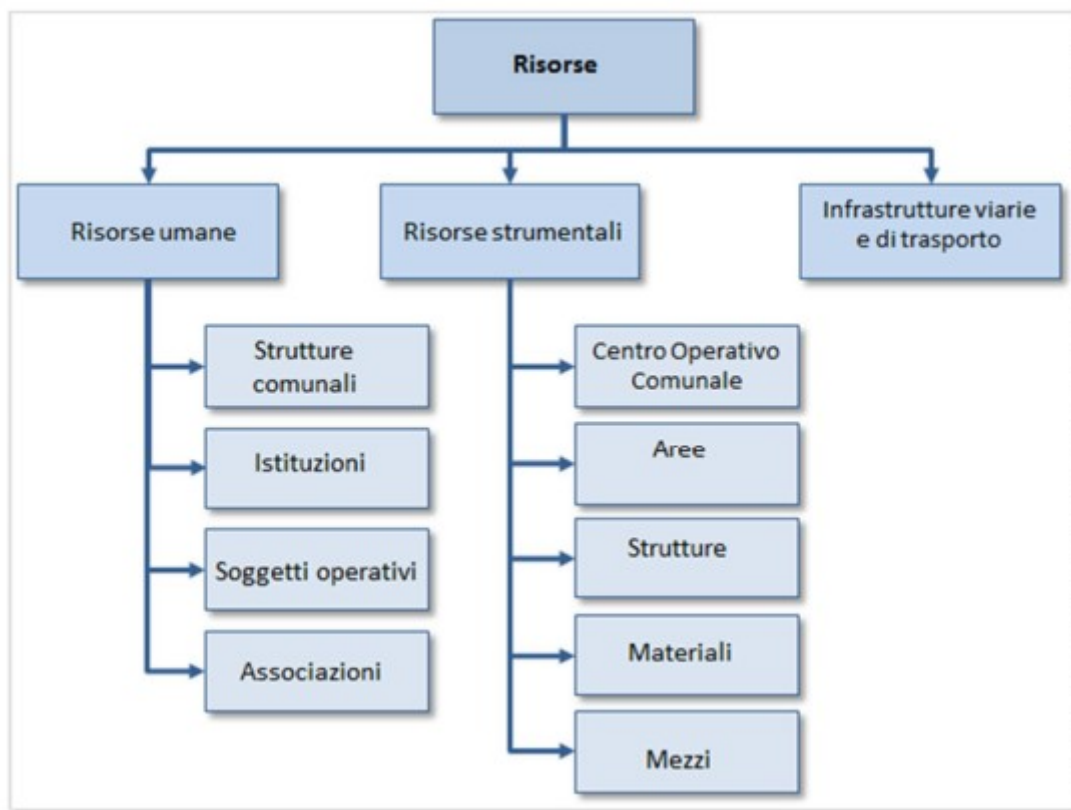 Risorse
Risorse umane
Risorse strumentali
Infrastrutture viarie
e di trasporto
Strutture
comunali
Istituzioni
Soggetti operativi
Associazioni
Centro Operativo
Comunale
Aree
Strutture
Materiali
Mezzi